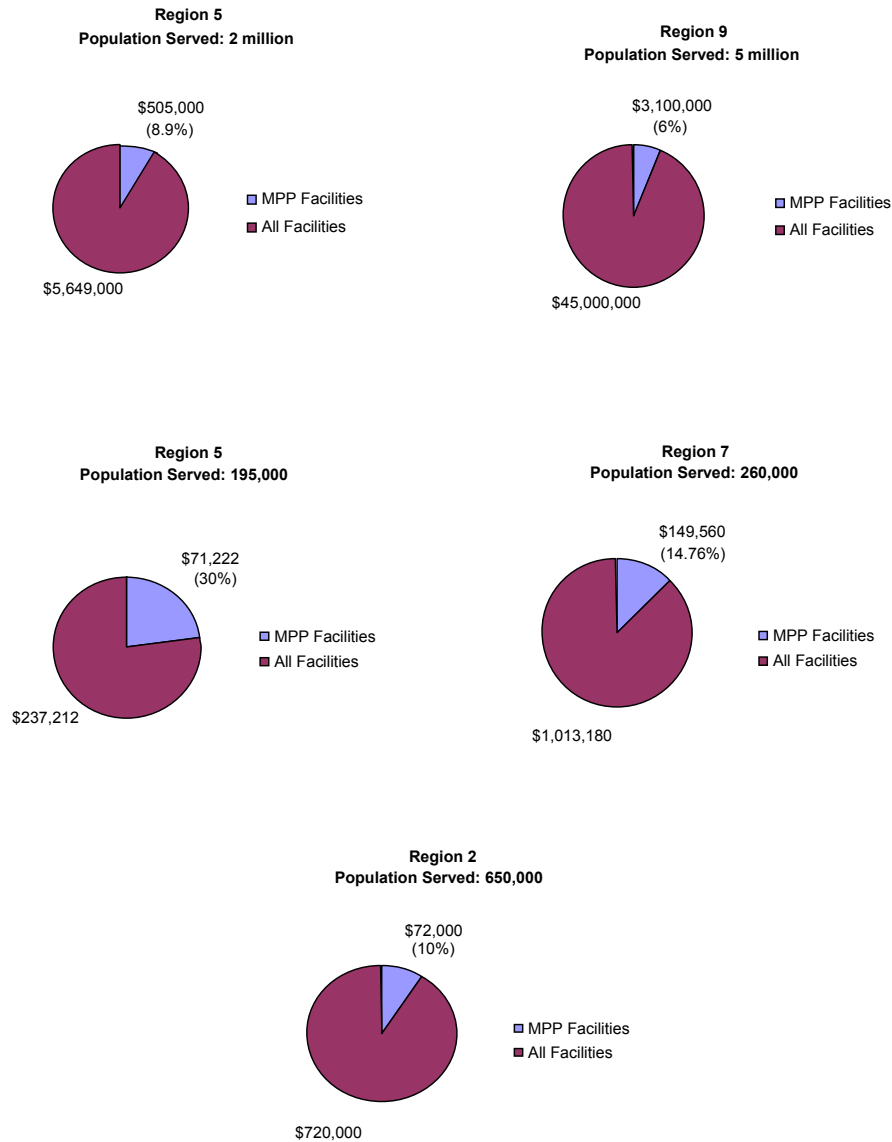 Region 5
Population Served: 2 million
$505,000
(8.9%)
MPP Facilities
All Facilities
$5,649,000
Region 9
Population Served: 5 million
$3,100,000
(6%)
MPP Facilities
All Facilities
$45,000,000
Region 5
Population Served: 195,000
$71,222
(30%)
MPP Facilities
All Facilities
$237,212
Region 7
Population Served: 260,000
$149,560
(14.76%)
MPP Facilities
All Facilities
$1,013,180
Region 2
Population Served: 650,000
$72,000
(10%)
MPP Facilities
All Facilities
$720,000